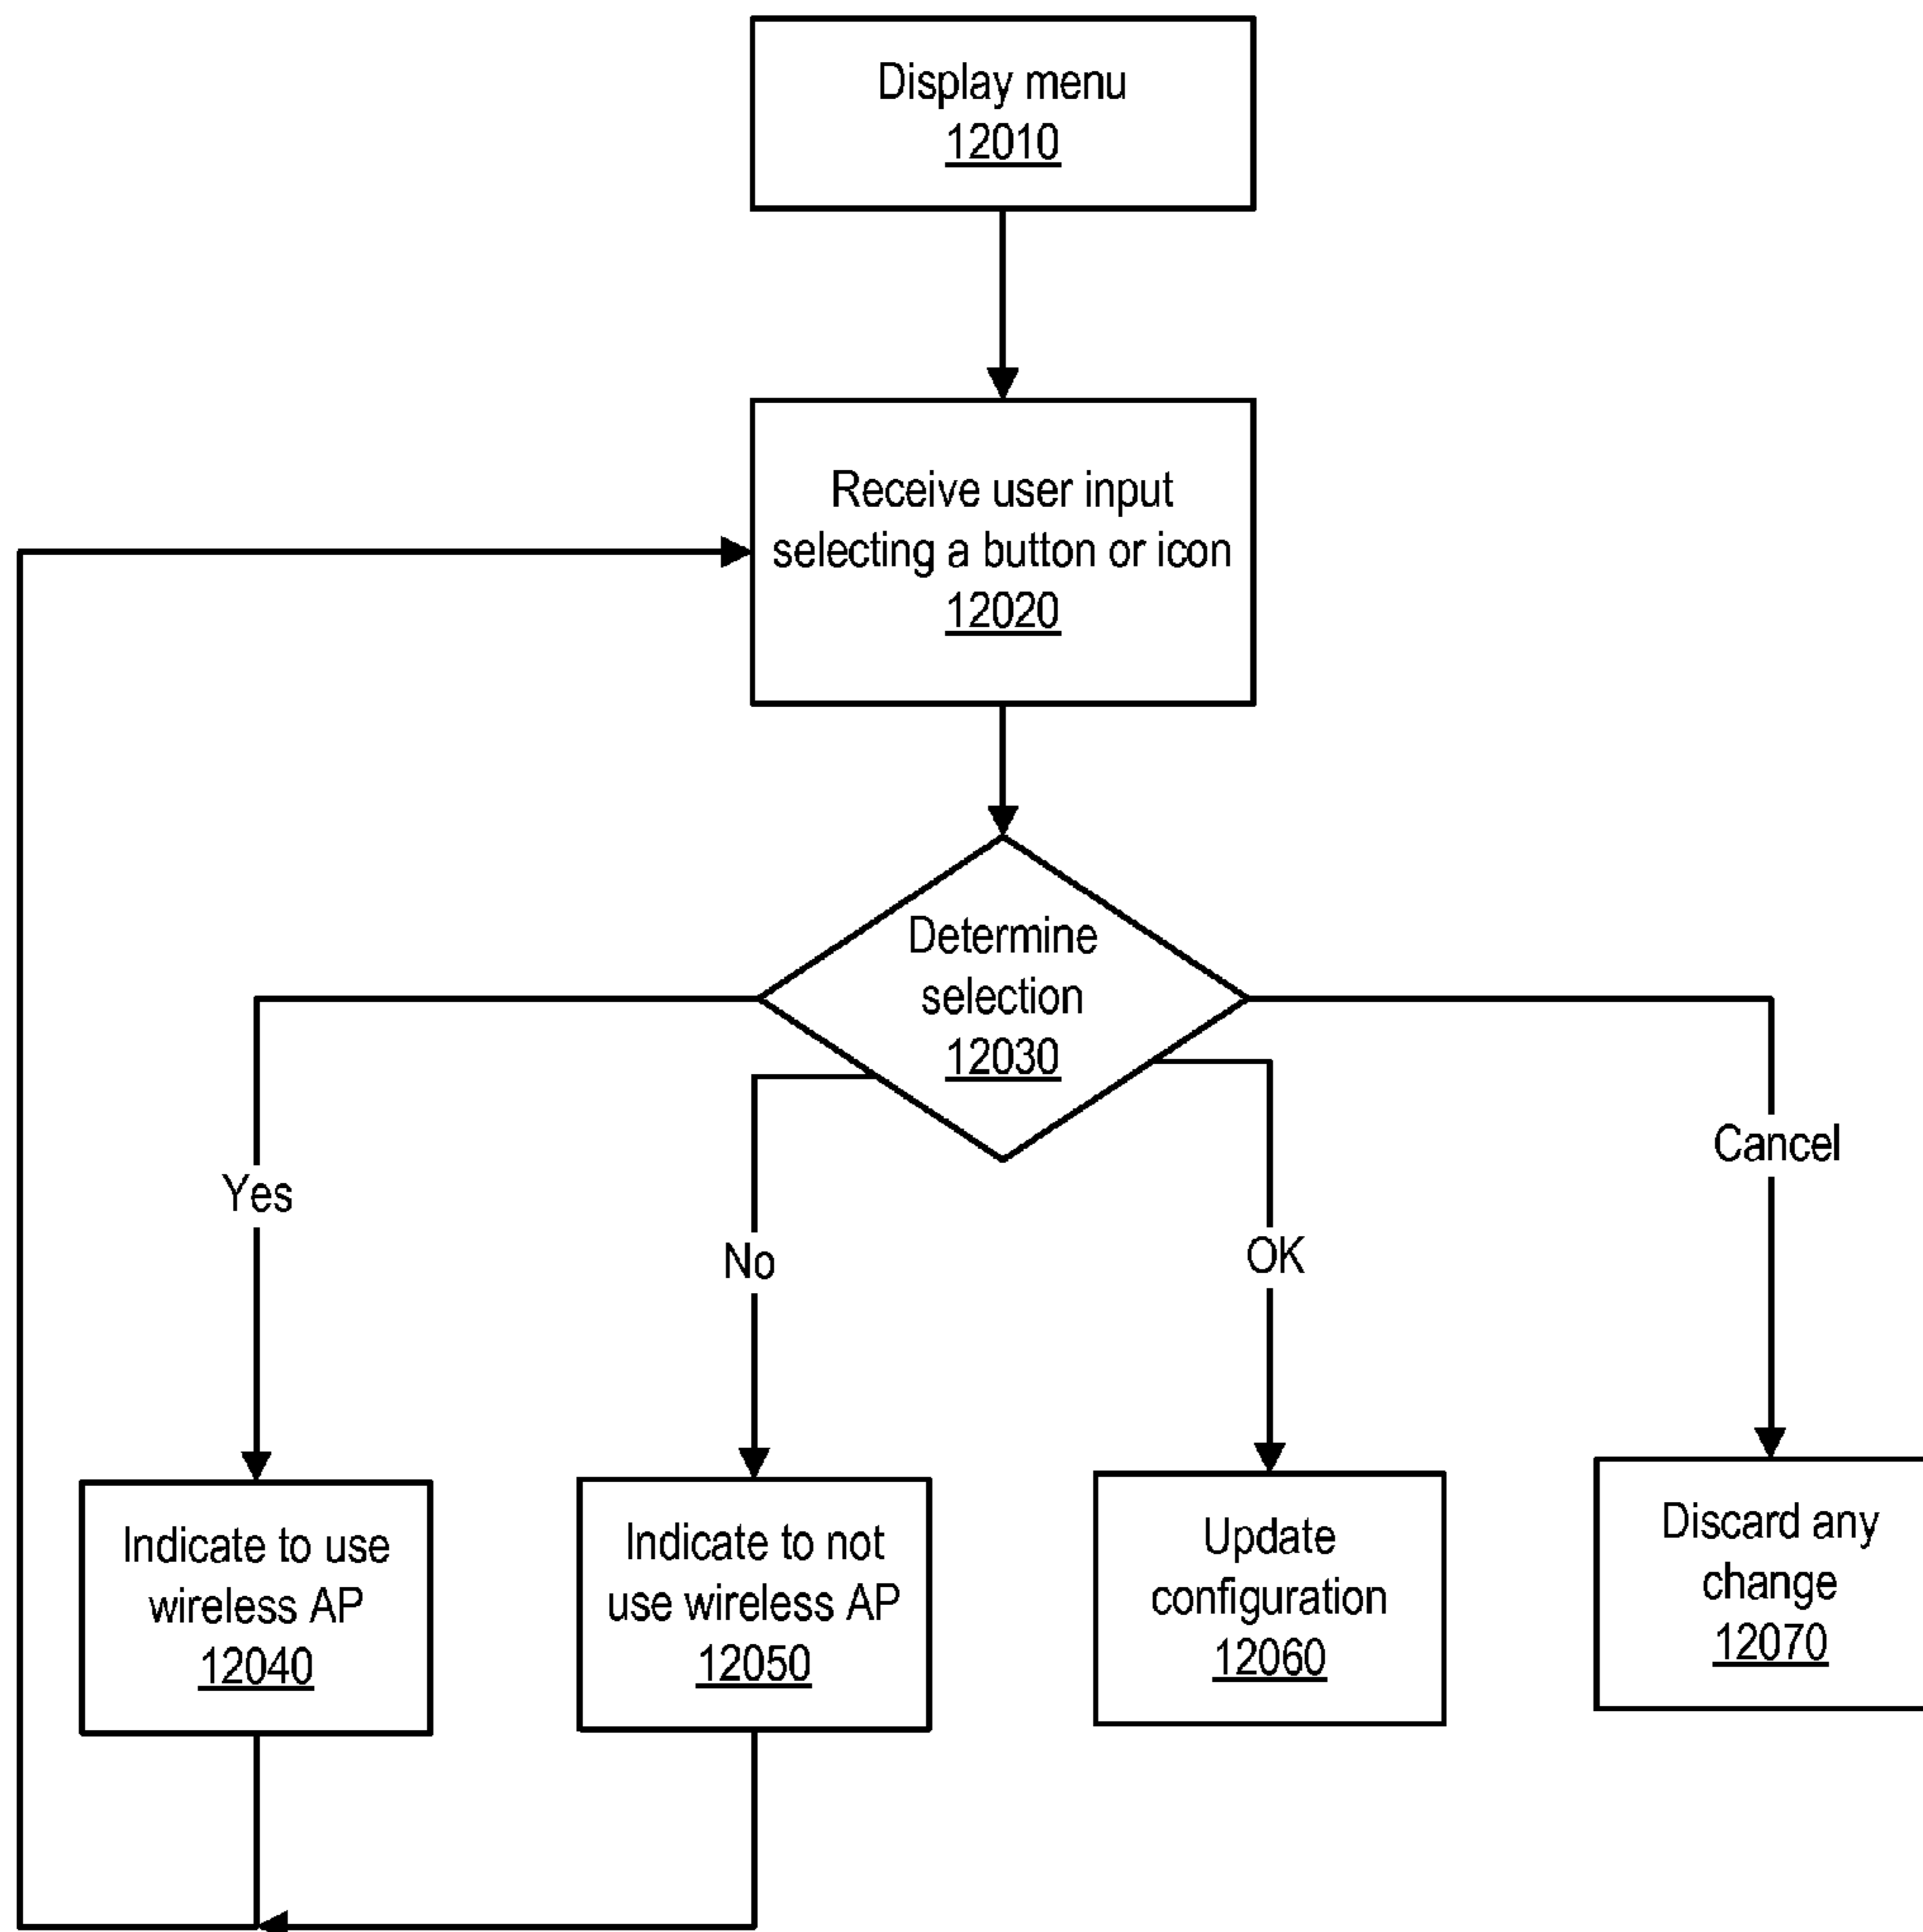 Display menu
12010
Receive user input
selecting a button or icon
12020
Determine
selection
12030
Yes
No
OK
Cancel
Indicate to use
wireless AP
12040
Indicate to not
use wireless AP
12050
Update
configuration
12060
Discard any
change
12070